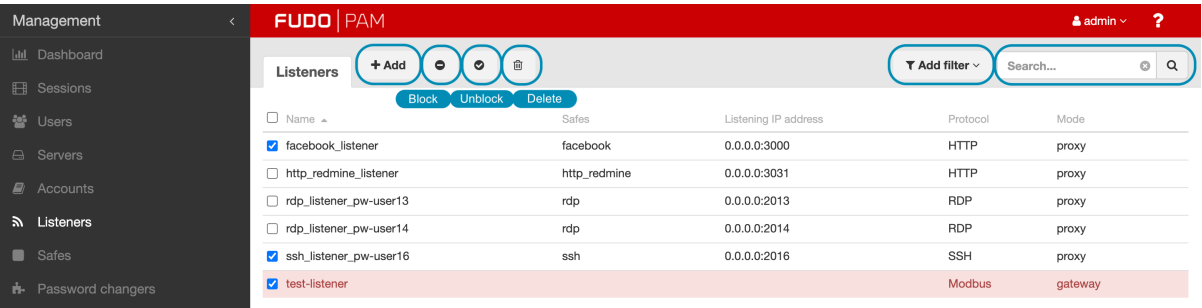 Management
FUDO PAM
admin
?
Dashboard
Listeners
+ Add
Add filter
Search...
Block
Unblock
Delete
Sessions
Users
Servers
Accounts
Listeners
Safes
Password changers
Name Safes Listening IP address Protocol Mode
facebook_listener facebook 0.0.0.0:3000 HTTP proxy
http_redmine_listener http_redmine 0.0.0.0:3031 HTTP proxy
rdp_listener_pw-user13 rdp 0.0.0.0:2013 RDP proxy
rdp_listener_pw-user14 rdp 0.0.0.0:2014 RDP proxy
ssh_listener_pw-user16 ssh 0.0.0.0:2016 SSH proxy
test-listener Modbus gateway